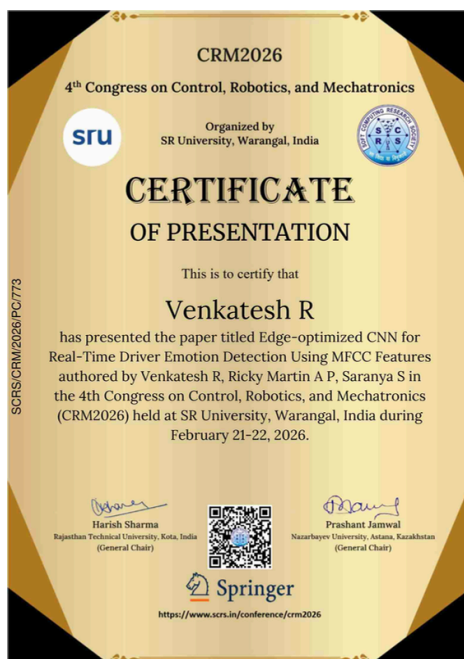 CRM2026
4th Congress on Control, Robotics, and Mechatronics
sru
Organized by
SR University, Warangal, India
SOFT COMPUTING RESEARCH SOCIETY
S C
R S
CERTIFICATE
OF PRESENTATION
This is to certify that
Venkatesh R
has presented the paper titled Edge-optimized CNN for
Real-Time Driver Emotion Detection Using MFCC Features
authored by Venkatesh R, Ricky Martin A P, Saranya S in
the 4th Congress on Control, Robotics, and Mechatronics
(CRM2026) held at SR University, Warangal, India during
February 21-22, 2026.
SCRS/CRM/2026/PC/773
Harish Sharma
Rajasthan Technical University, Kota, India
(General Chair)
Prashant Jamwal
Nazarbayev University, Astana, Kazakhstan
(General Chair)
Springer
https://www.scrs.in/conference/crm2026